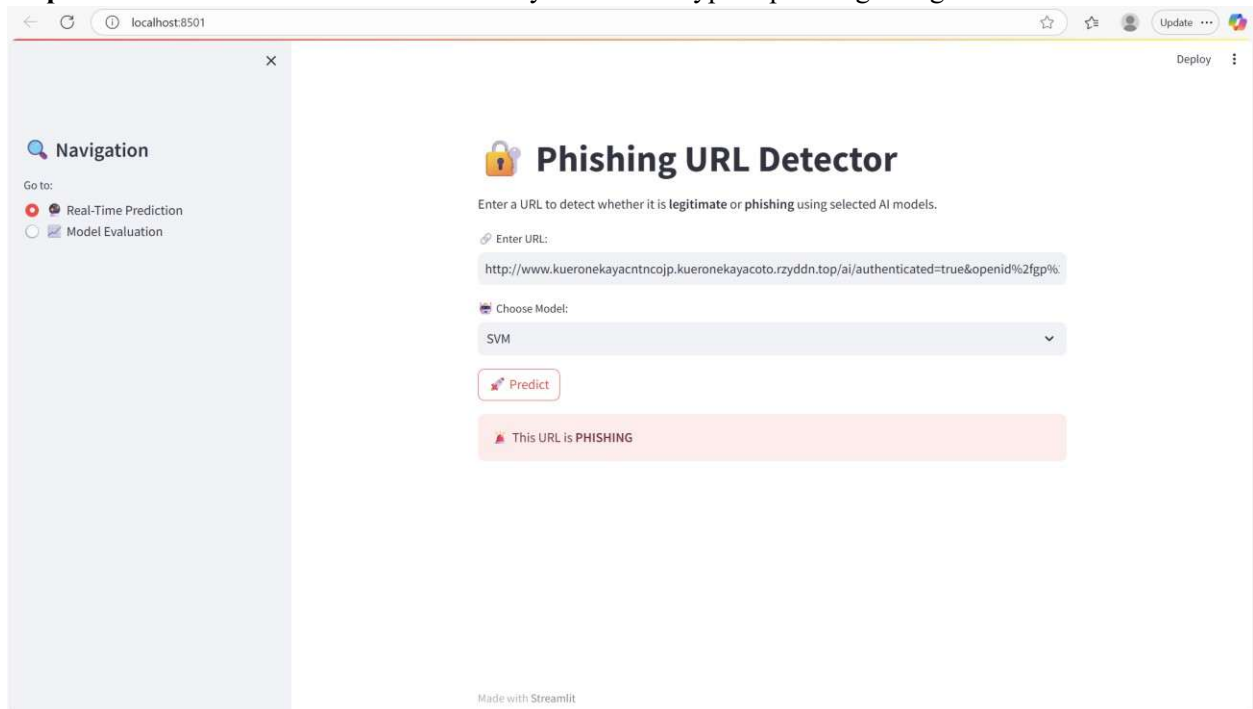 localhost:8501
Update
Deploy
Navigation
Go to:
Real-Time Prediction
Model Evaluation
Phishing URL Detector
Enter a URL to detect whether it is legitimate or phishing using selected AI models.
Enter URL:
http://www.kueronekayacntncojp.kueronekayacoto.rzyddn.top/ai/authenticated=true&openid%2fgp%
Choose Model:
SVM
Predict
This URL is PHISHING
Made with Streamlit